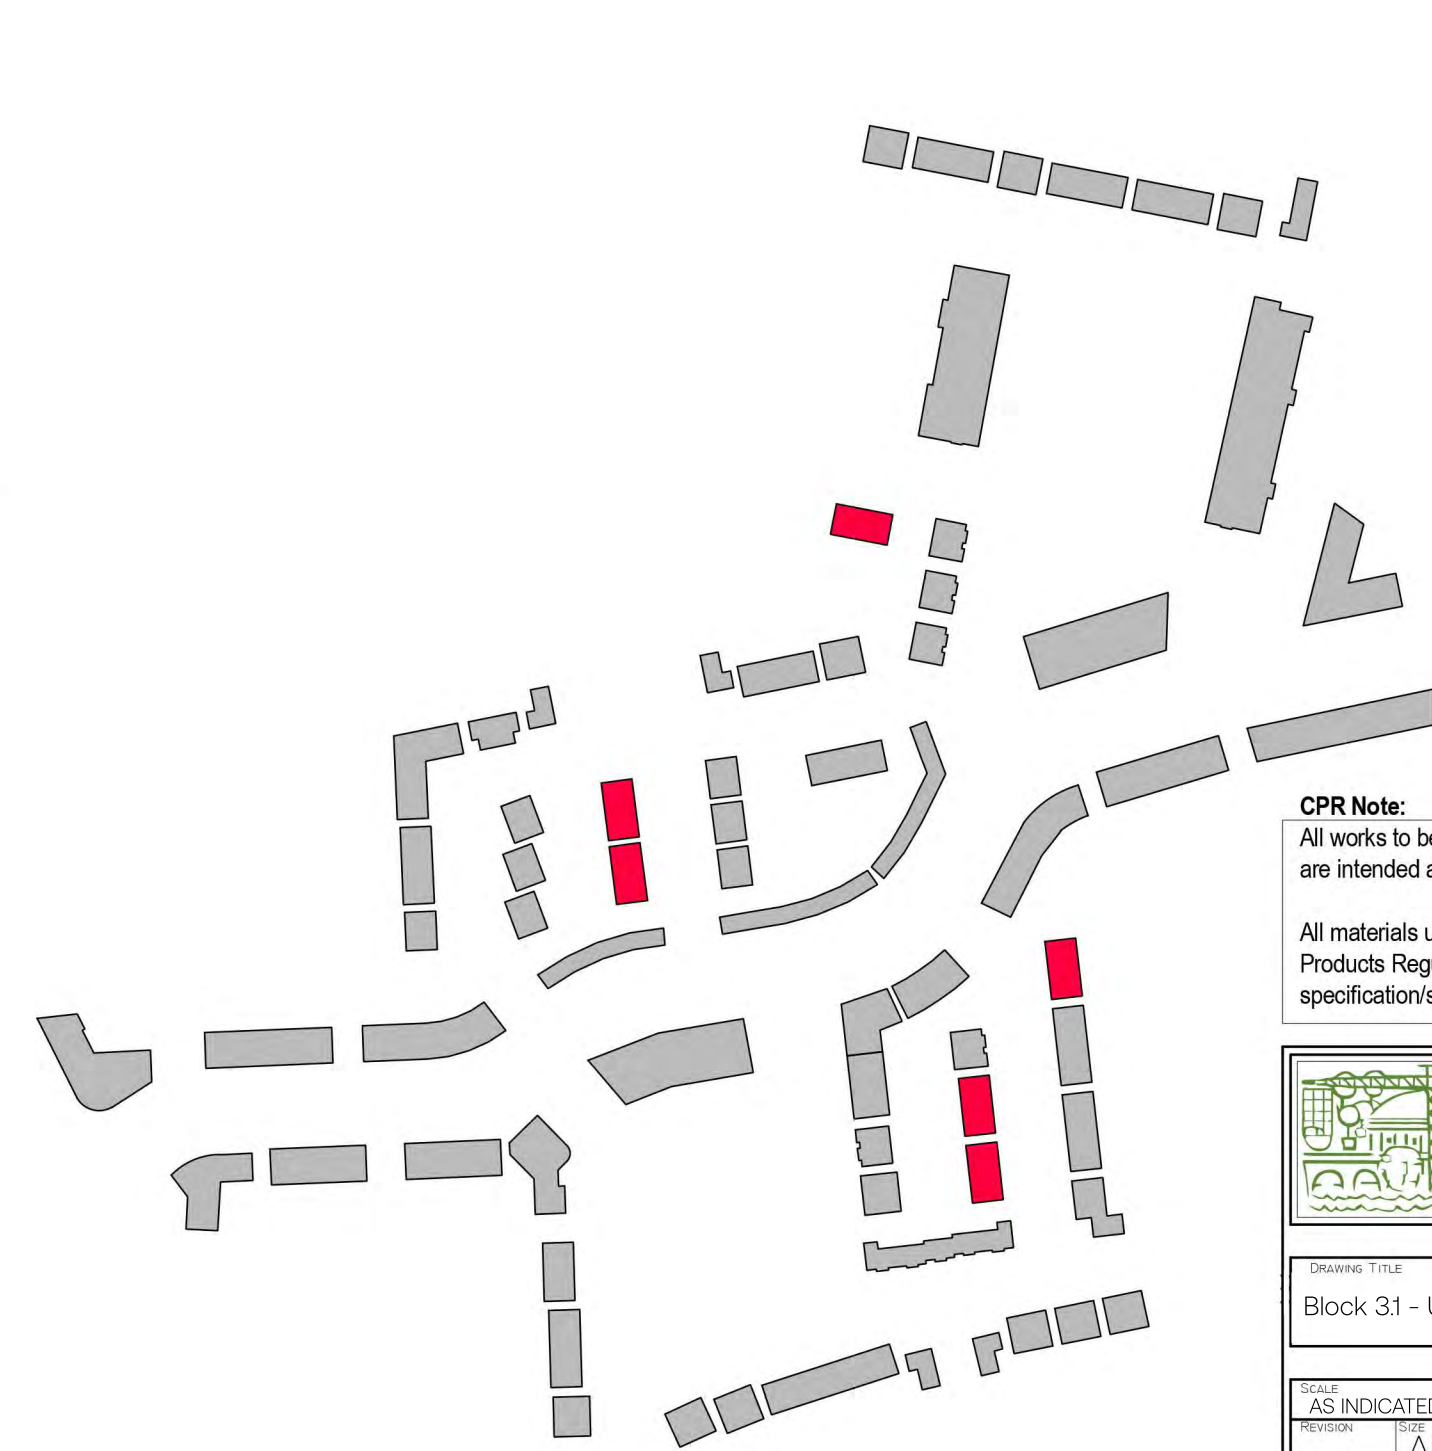 CPR Note:
All works to be
are intended a
All materials u
Products Reg
specification/s
DRAWING TITLE
Block 3.1 - U
SCALE
AS INDICATED
REVISION
SIZE
A